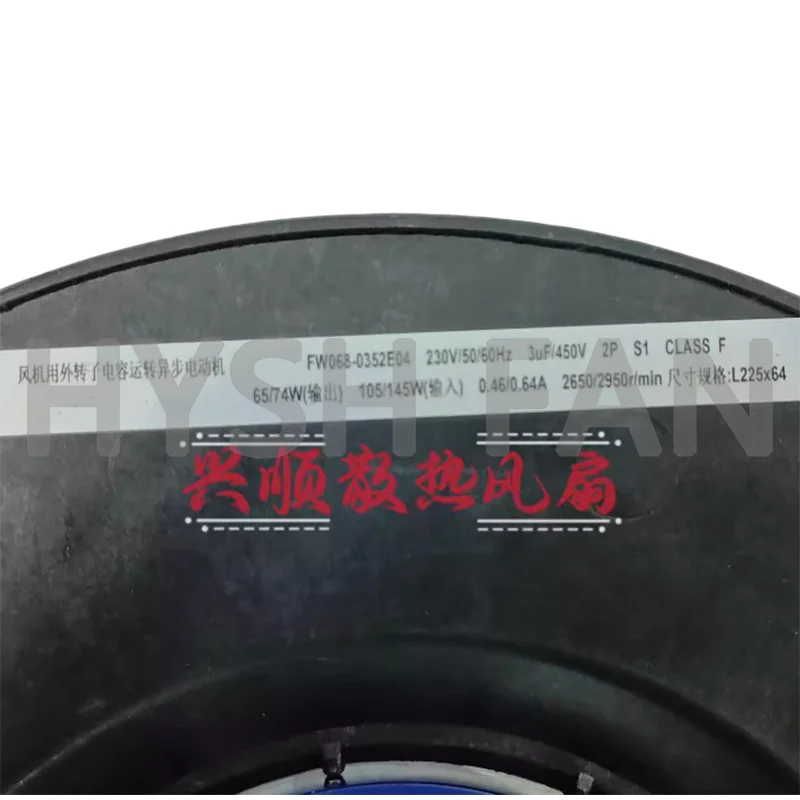 风机用外转子电容运转异步电动机 FW068-0352E04 230V/50/60Hz 3uF/450V 2P S1 CLASS F
65/74W(输出) 105/145W(输入) 0.46/0.64A 2650/2950r/min 尺寸规格:L225x64
HYSH FAN
兴顺散热风扇